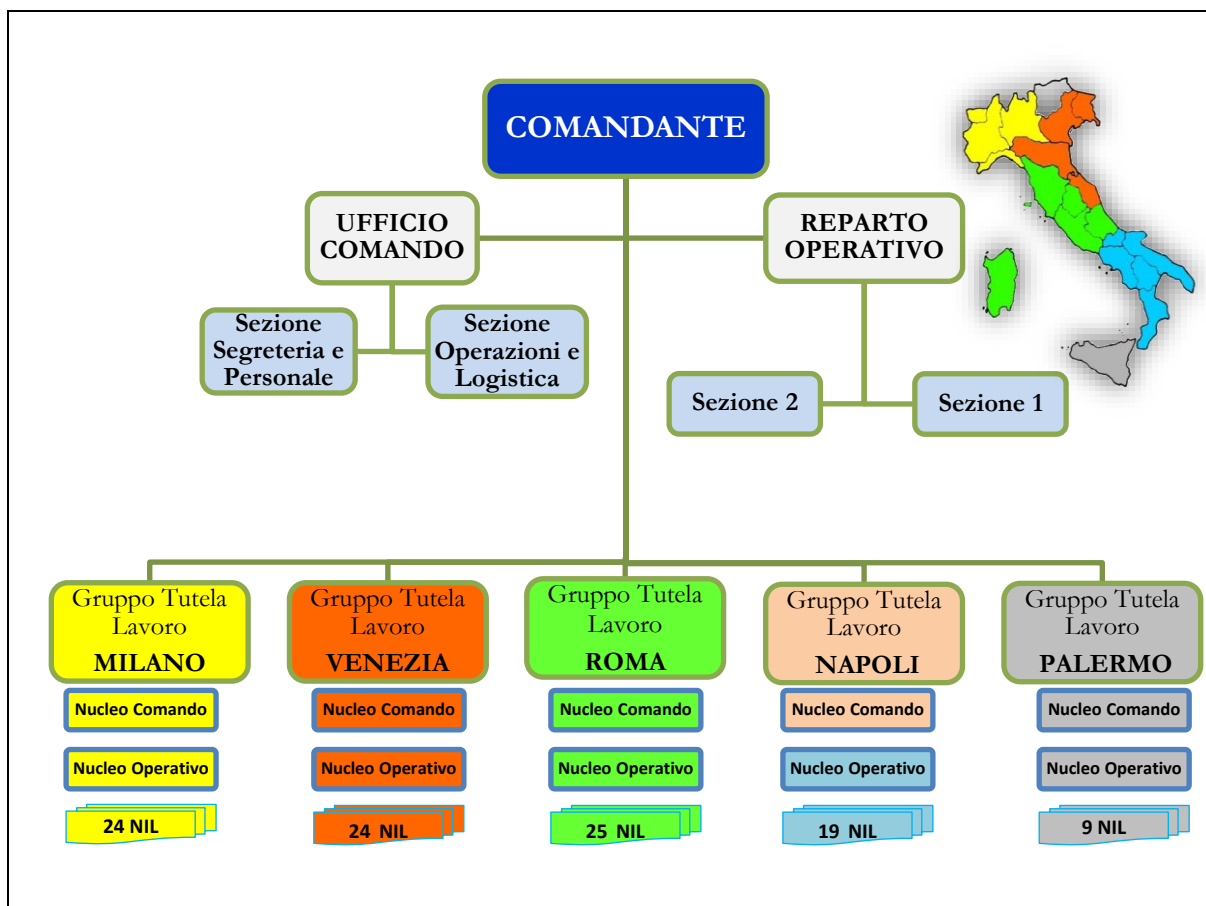 COMANDANTE
UFFICIO
COMANDO
REPARTO
OPERATIVO
Sezione
Segreteria e
Personale
Sezione
Operazioni e
Logistica
Sezione 2
Sezione 1
Gruppo Tutela
Lavoro
MILANO
Nucleo Comando
Nucleo Operativo
24 NIL
Gruppo Tutela
Lavoro
VENEZIA
Nucleo Comando
Nucleo Operativo
24 NIL
Gruppo Tutela
Lavoro
ROMA
Nucleo Comando
Nucleo Operativo
25 NIL
Gruppo Tutela
Lavoro
NAPOLI
Nucleo Comando
Nucleo Operativo
19 NIL
Gruppo Tutela
Lavoro
PALERMO
Nucleo Comando
Nucleo Operativo
9 NIL